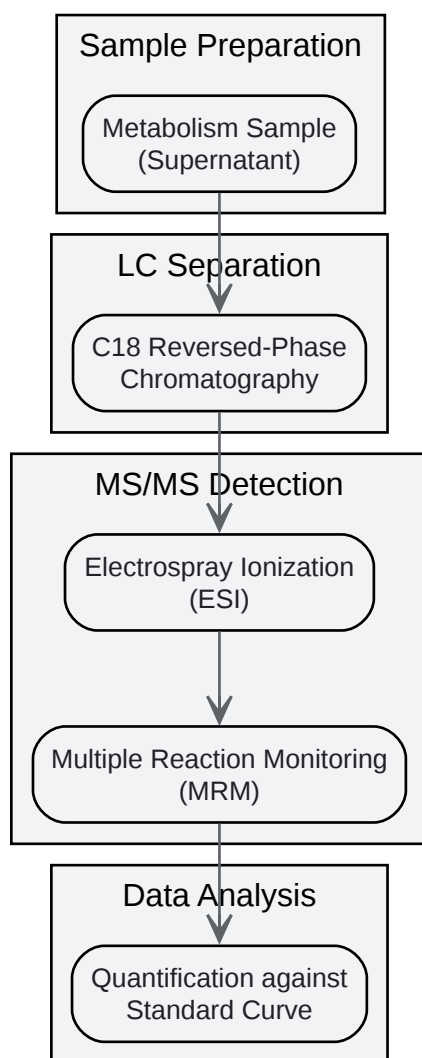 Sample Preparation
Metabolism Sample
(Supernatant)
LC Separation
C18 Reversed-Phase
Chromatography
MS/MS Detection
Electrospray Ionization
(ESI)
Multiple Reaction Monitoring
(MRM)
Data Analysis
Quantification against
Standard Curve